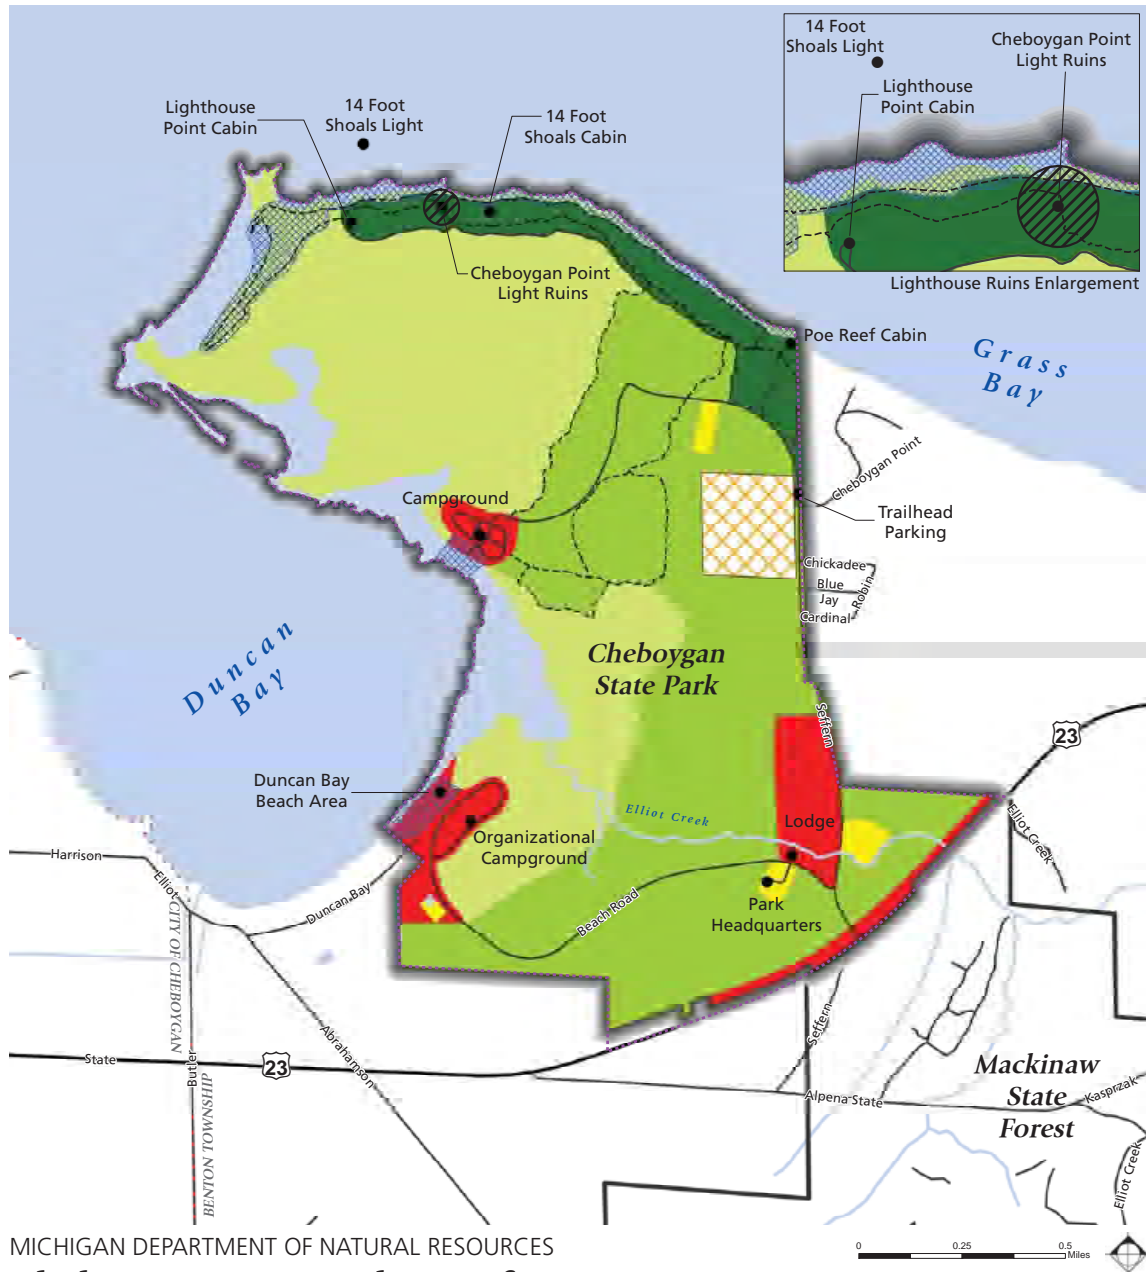 14 Foot
Shoals Light
Cheboygan Point
Light Ruins
Lighthouse
Point Cabin
Lighthouse Ruins Enlargement
Lighthouse
Point Cabin
14 Foot
Shoals Light
14 Foot
Shoals Cabin
Cheboygan Point
Light Ruins
Poe Reef Cabin
Grass
Bay
Cheboygan Point
Campground
Trailhead
Parking
Chickadee
Blue
Jay
Robin
Cardinal
Duncan
Bay
Cheboygan
State Park
Seffern
23
Duncan Bay
Beach Area
Elliot Creek
Lodge
Organizational
Campground
Elliot Creek
Harrison
Elliot
Duncan Bay
Beach Road
Park
Headquarters
CITY OF CHEBOYGAN
Abrahamson
Seffern
State
23
Butler
BENTON TOWNSHIP
Alpena State
Mackinaw
State
Forest
Kasprzak
Elliot Creek
MICHIGAN DEPARTMENT OF NATURAL RESOURCES
0 0.25 0.5
Miles